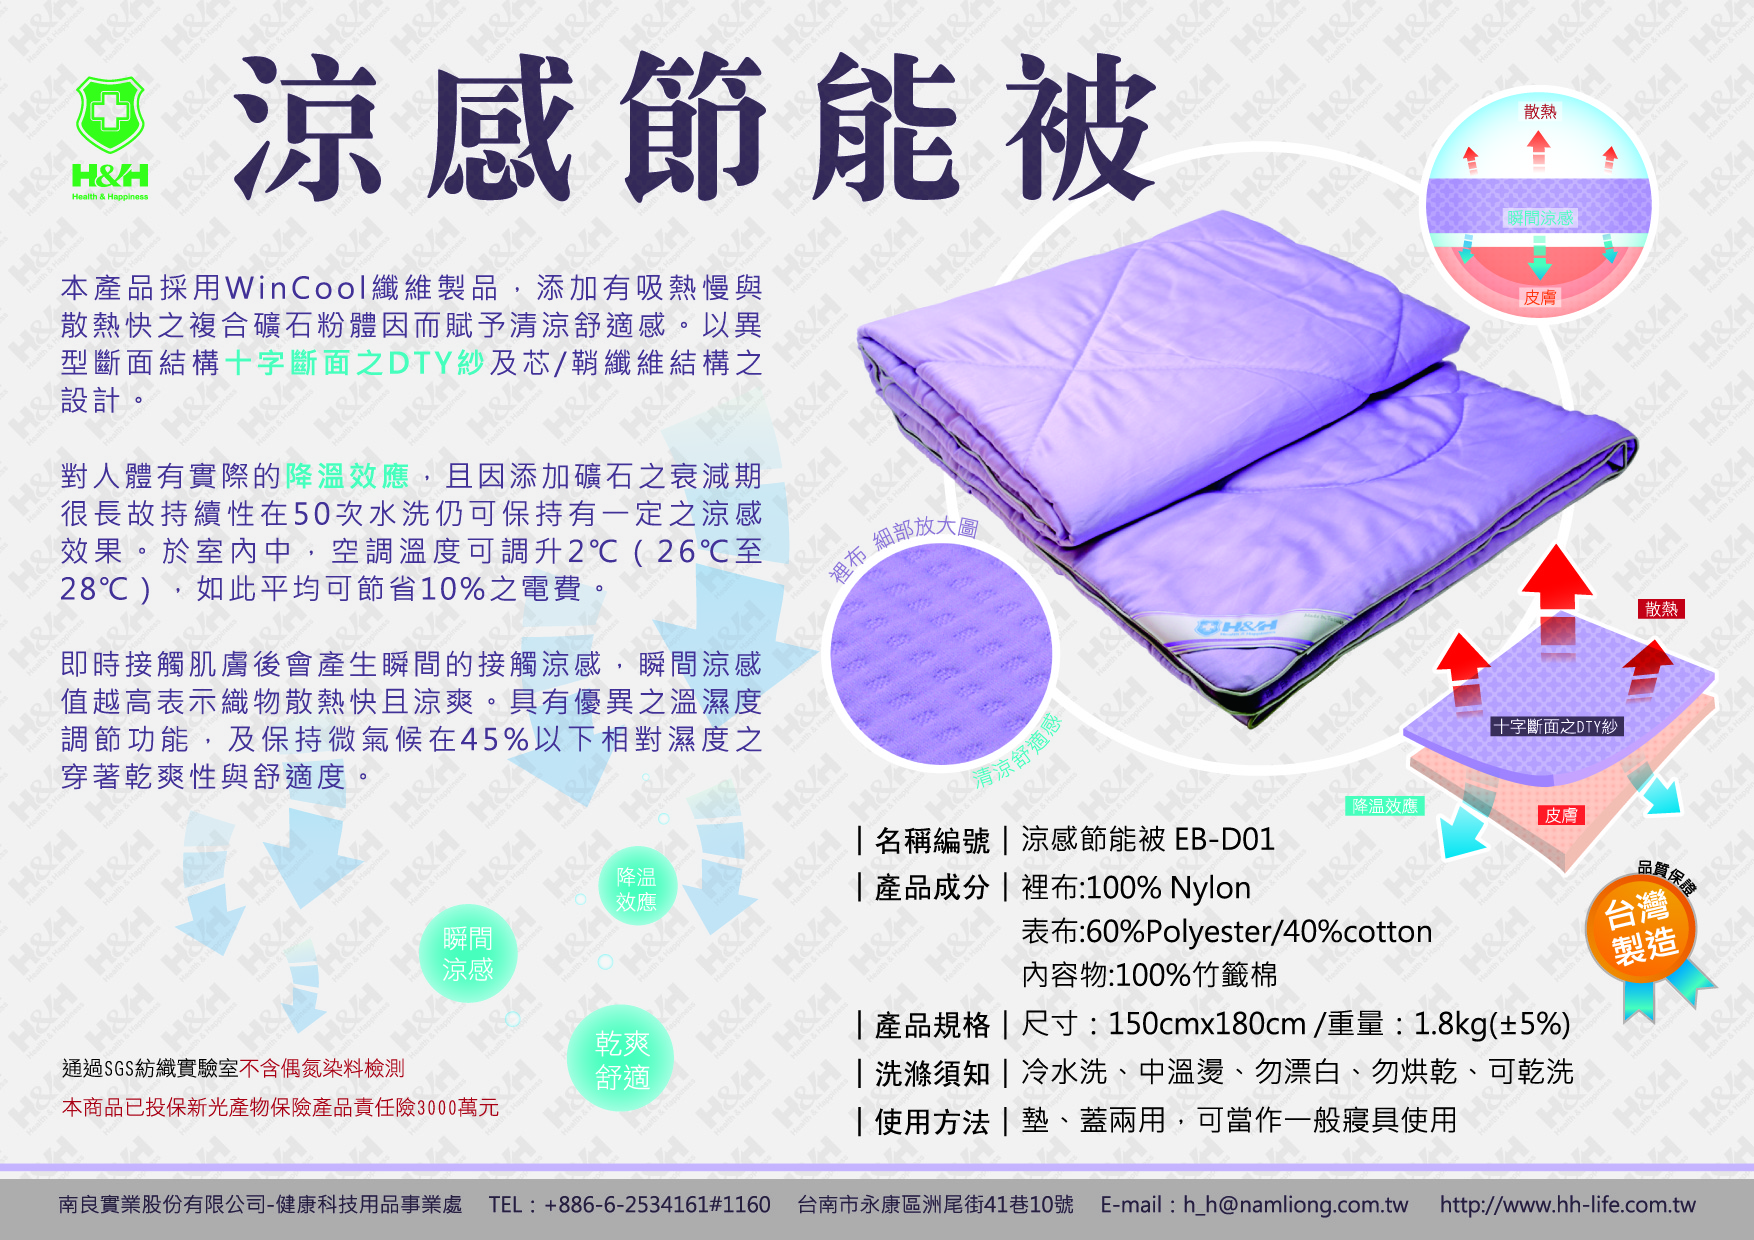 涼感節能被
H&H
Health & Happiness
本產品採用WinCool纖維製品，添加有吸熱慢與
散熱快之複合礦石粉體因而賦予清涼舒適感。以異
型斷面結構十字斷面之DTY紗及芯/鞘纖維結構之
設計。
對人體有實際的降溫效應，且因添加礦石之衰減期
很長故持續性在50次水洗仍可保持有一定之涼感
效果。於室內中，空調溫度可調升2℃（26℃至
28℃），如此平均可節省10%之電費。
即時接觸肌膚後會產生瞬間的接觸涼感，瞬間涼感
值越高表示織物散熱快且涼爽。具有優異之溫濕度
調節功能，及保持微氣候在45%以下相對濕度之
穿著乾爽性與舒適度。
降温
效應
瞬間
涼感
乾爽
舒適
通過SGS紡織實驗室不含偶氮染料檢測
本商品已投保新光產物保險產品責任險3000萬元
散熱
瞬間涼感
皮膚
裡布 細部放大圖
清涼舒適感
H&H
散熱
十字斷面之DTY紗
降温效應
皮膚
品質保證
台灣
製造
｜名稱編號｜涼感節能被 EB-D01
｜產品成分｜裡布:100% Nylon
表布:60%Polyester/40%cotton
內容物:100%竹籤棉
｜產品規格｜尺寸：150cmx180cm /重量：1.8kg(±5%)
｜洗滌須知｜冷水洗、中溫燙、勿漂白、勿烘乾、可乾洗
｜使用方法｜墊、蓋兩用，可當作一般寢具使用
南良實業股份有限公司-健康科技用品事業處 TEL：+886-6-2534161#1160 台南市永康區洲尾街41巷10號 E-mail：h_h@namliong.com.tw http://www.hh-life.com.tw